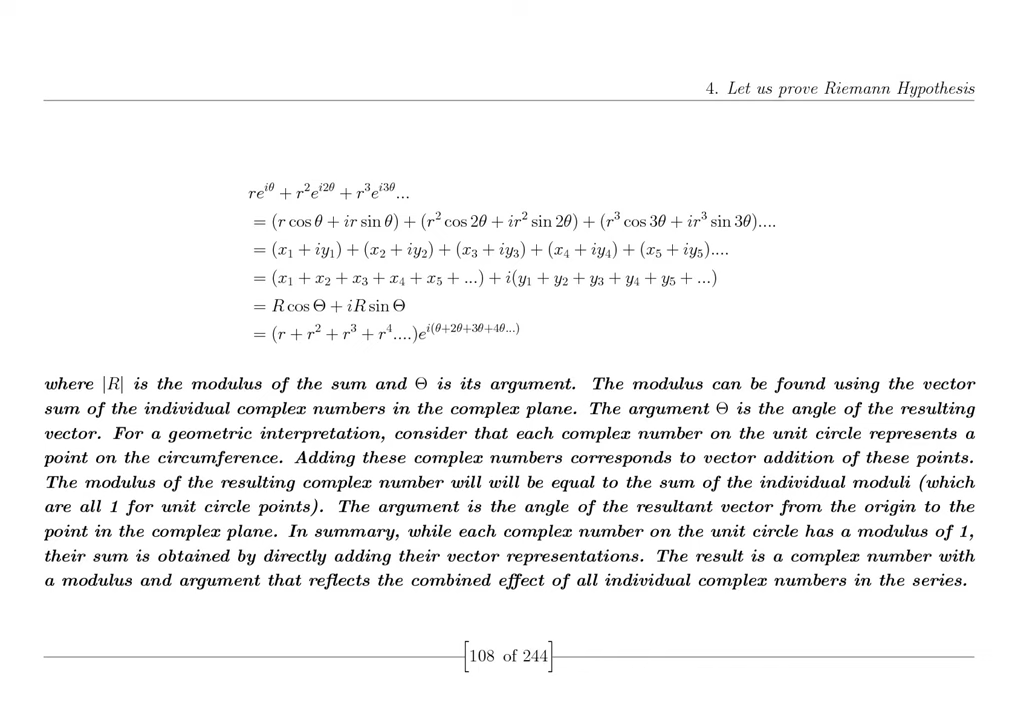 4. Let us prove Riemann Hypothesis
re^{iθ} + r^2e^{i2θ} + r^3e^{i3θ}...
= (r cos θ + ir sin θ) + (r^2 cos 2θ + ir^2 sin 2θ) + (r^3 cos 3θ + ir^3 sin 3θ)....
= (x_1 + iy_1) + (x_2 + iy_2) + (x_3 + iy_3) + (x_4 + iy_4) + (x_5 + iy_5)....
= (x_1 + x_2 + x_3 + x_4 + x_5 + ...) + i(y_1 + y_2 + y_3 + y_4 + y_5 + ...)
= R cos Θ + iR sin Θ
= (r + r^2 + r^3 + r^4....)e^{i(θ+2θ+3θ+4θ...)}
where |R| is the modulus of the sum and Θ is its argument. The modulus can be found using the vector
sum of the individual complex numbers in the complex plane. The argument Θ is the angle of the resulting
vector. For a geometric interpretation, consider that each complex number on the unit circle represents a
point on the circumference. Adding these complex numbers corresponds to vector addition of these points.
The modulus of the resulting complex number will will be equal to the sum of the individual moduli (which
are all 1 for unit circle points). The argument is the angle of the resultant vector from the origin to the
point in the complex plane. In summary, while each complex number on the unit circle has a modulus of 1,
their sum is obtained by directly adding their vector representations. The result is a complex number with
a modulus and argument that reflects the combined effect of all individual complex numbers in the series.
[108 of 244]